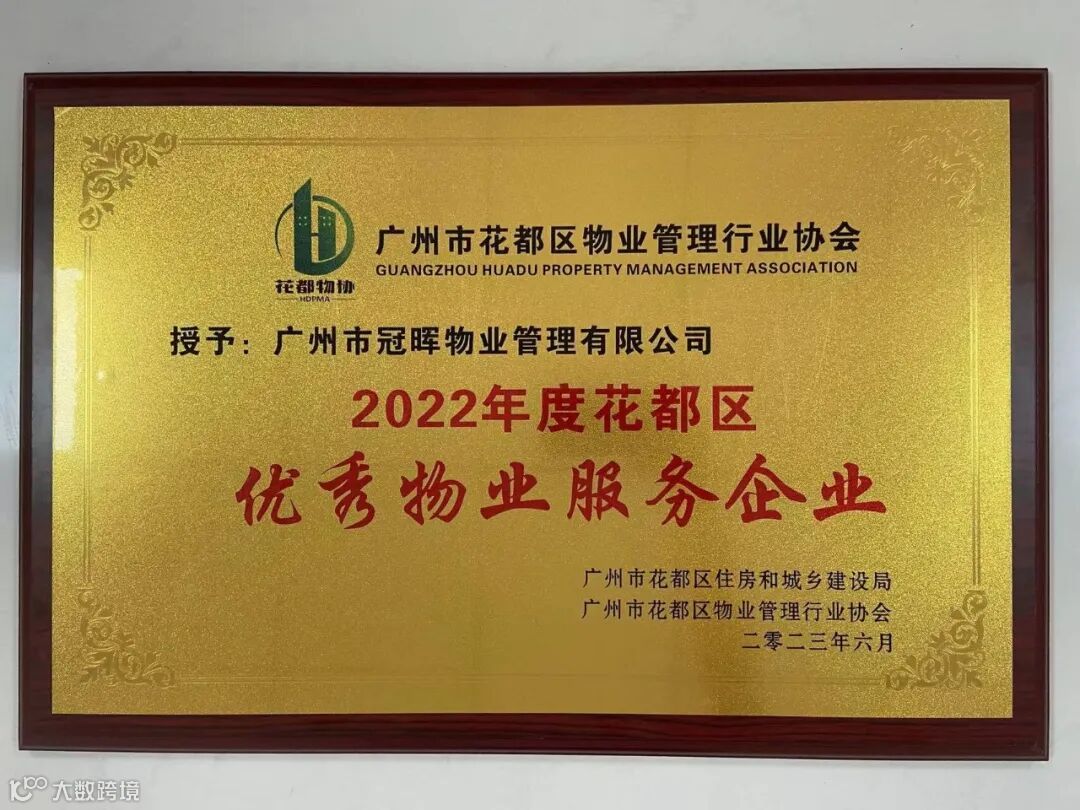 广州市花都区物业管理行业协会
GUANGZHOU HUADU PROPERTY MANAGEMENT ASSOCIATION
花都物协
HDPMA
授予：广州市冠晖物业管理有限公司
2022年度花都区
优秀物业服务企业
广州市花都区住房和城乡建设局
广州市花都区物业管理行业协会
二零二三年六月
大数跨境